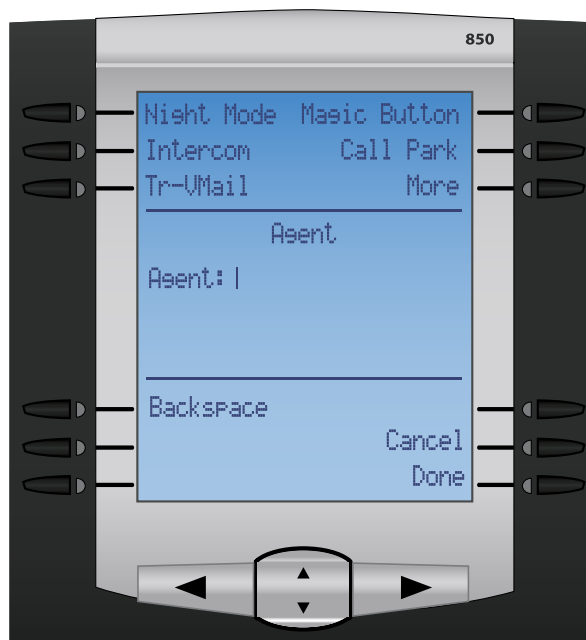 850
Night Mode Magic Button
Intercom Call Park
Tr-VMail More
Agent
Agent:
Backspace
Cancel
Done